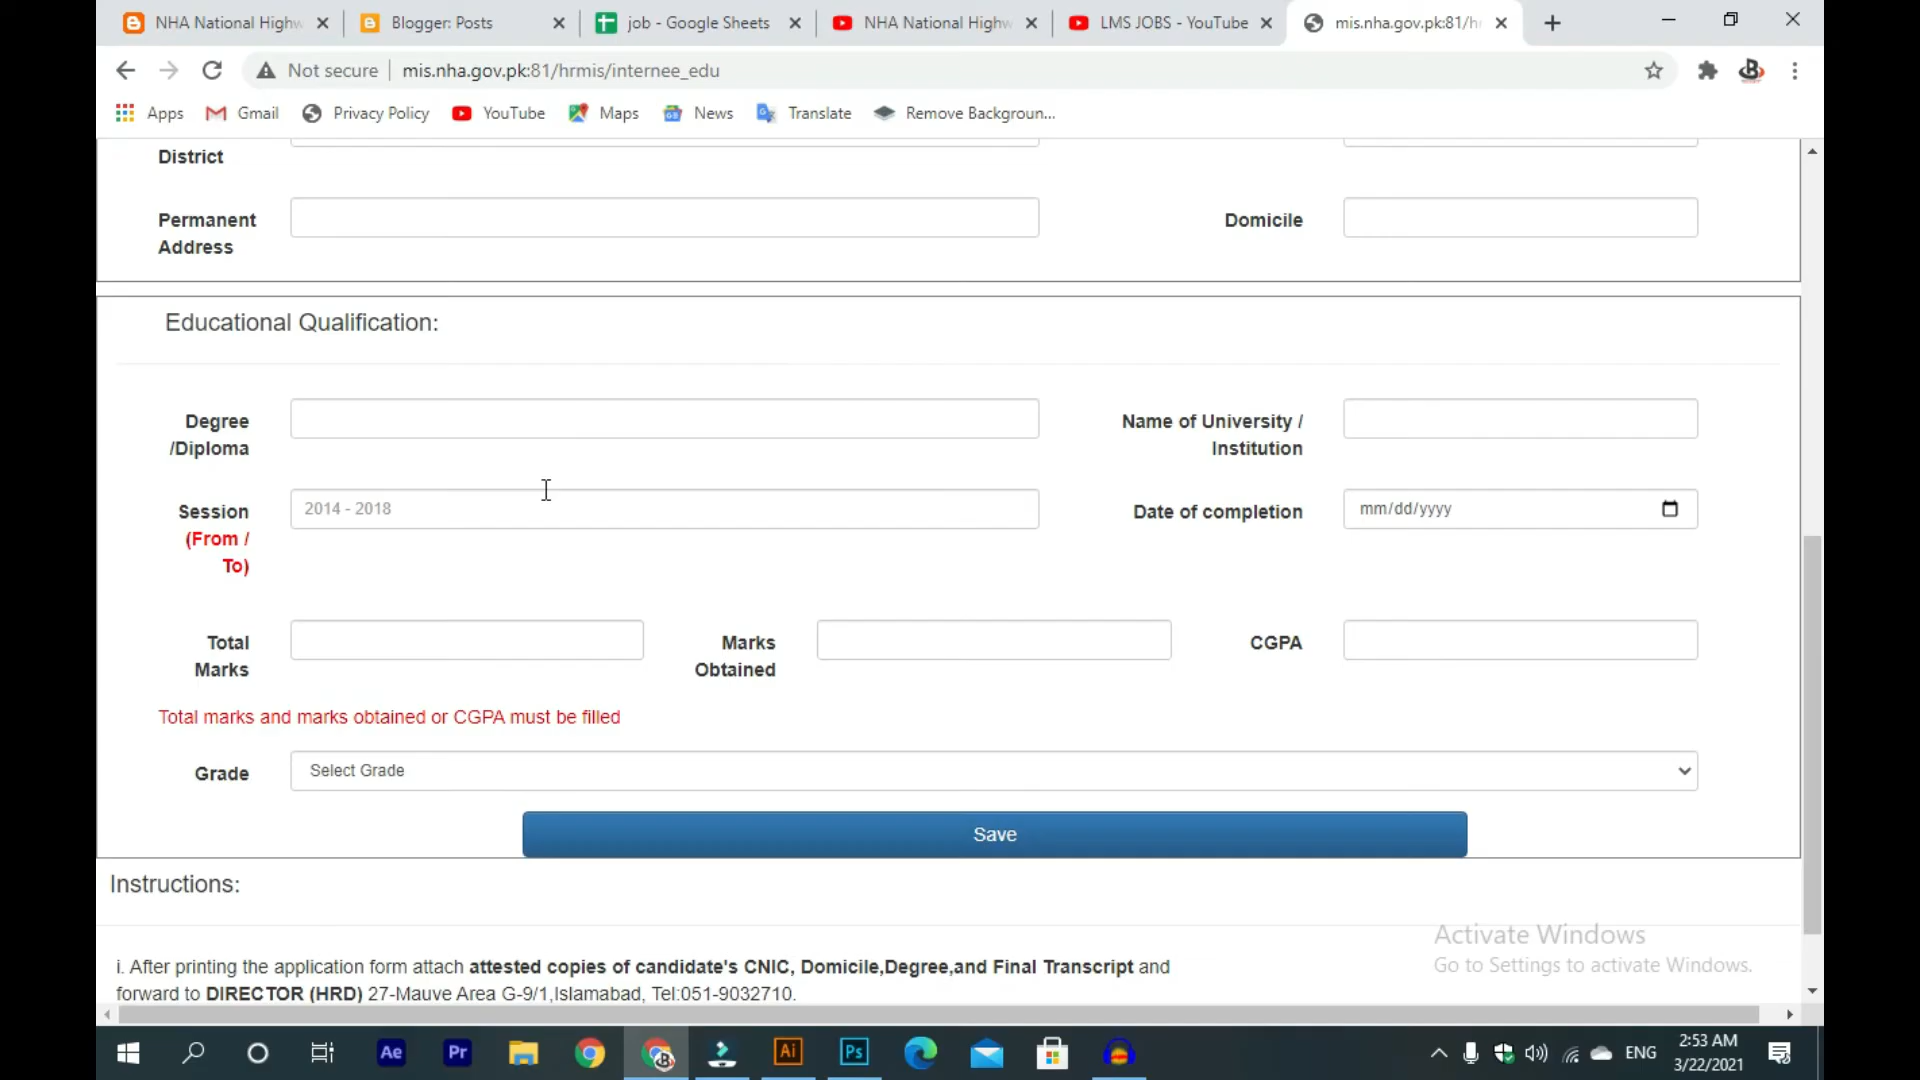 NHA National Highw
Blogger: Posts
job - Google Sheets
NHA National Highw
LMS JOBS - YouTube
mis.nha.gov.pk:81/hr
Not secure
mis.nha.gov.pk:81/hrmis/internee_edu
Apps
Gmail
Privacy Policy
YouTube
Maps
News
Translate
Remove Backgroun...
District
Permanent
Address
Domicile
Educational Qualification:
Degree
/Diploma
Name of University /
Institution
Session
(From /
To)
2014 - 2018
Date of completion
mm/dd/yyyy
Total
Marks
Marks
Obtained
CGPA
Total marks and marks obtained or CGPA must be filled
Grade
Select Grade
Save
Instructions:
Activate Windows
Go to Settings to activate Windows.
i. After printing the application form attach attested copies of candidate's CNIC, Domicile,Degree,and Final Transcript and
forward to DIRECTOR (HRD) 27-Mauve Area G-9/1,Islamabad, Tel:051-9032710.
Ae
Pr
Ai
Ps
ENG
2:53 AM
3/22/2021